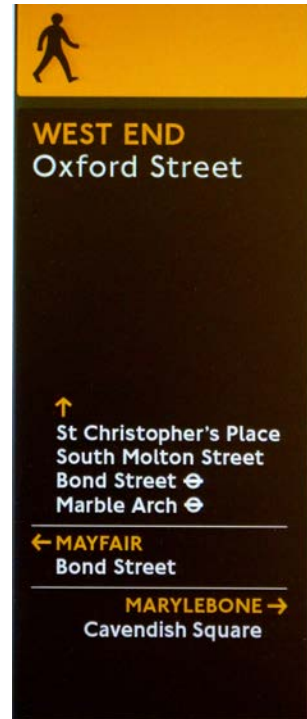 WEST END
Oxford Street
↑
St Christopher's Place
South Molton Street
Bond Street
Marble Arch
← MAYFAIR
Bond Street
MARYLEBONE →
Cavendish Square